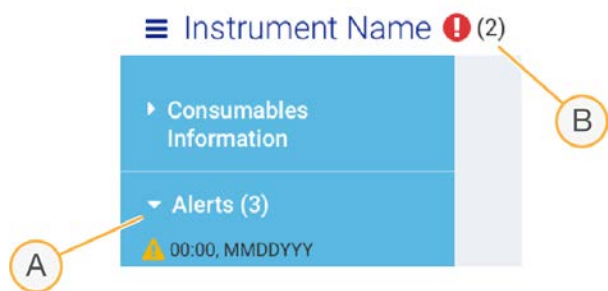 Instrument Name ! (2)
B
Consumables
Information
Alerts (3)
A
00:00, MMDDYYY